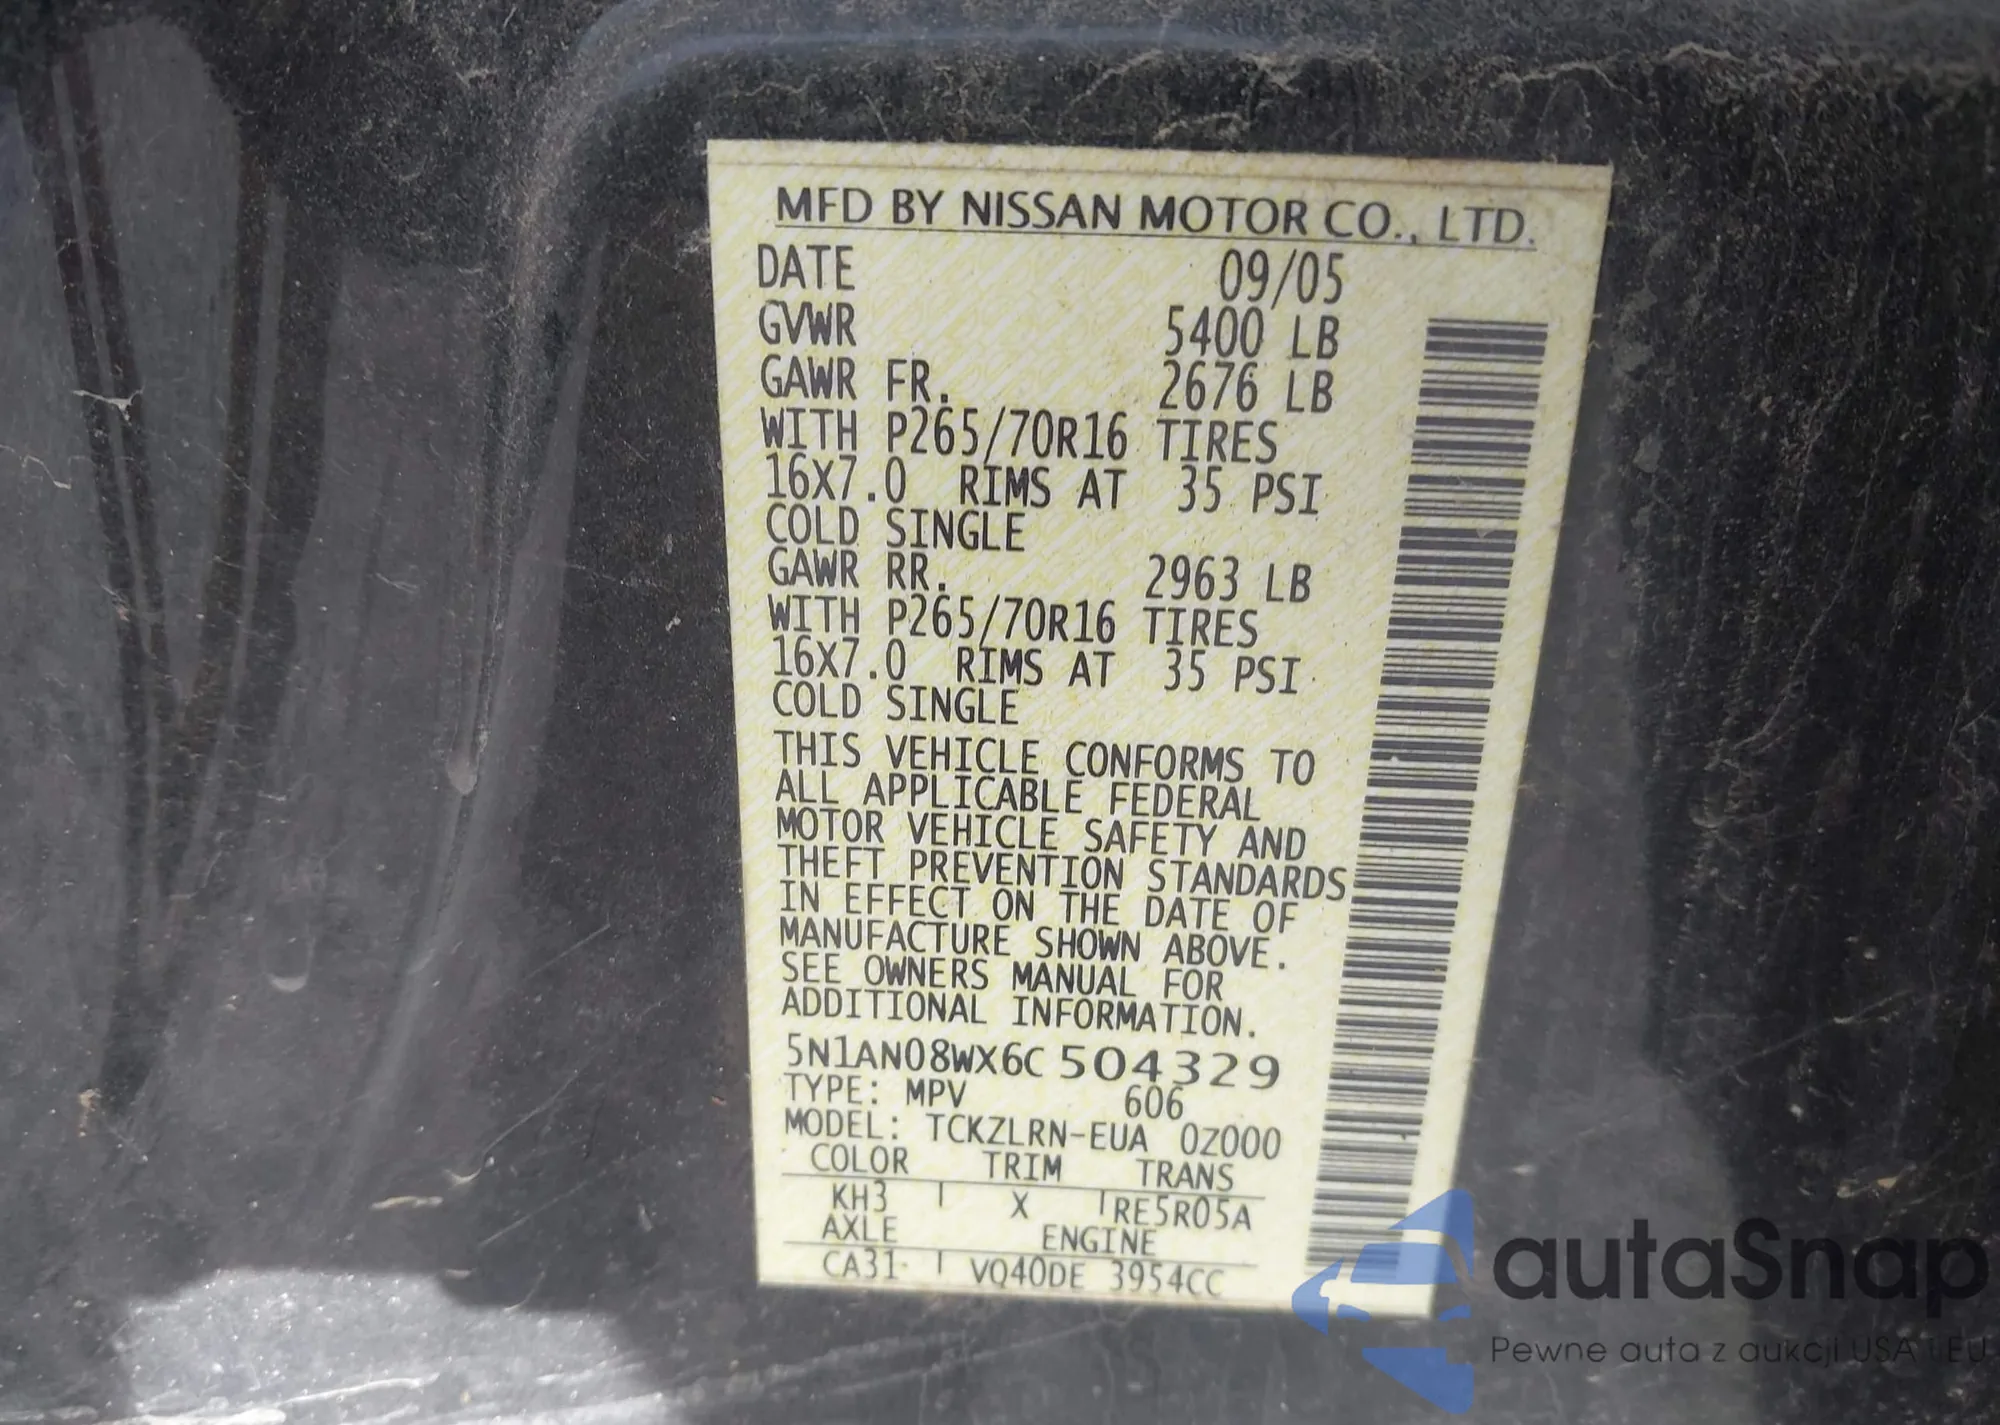 MFD BY NISSAN MOTOR CO., LTD.
DATE 09/05
GVWR 5400 LB
GAWR FR. 2676 LB
WITH P265/70R16 TIRES
16X7.0 RIMS AT 35 PSI
COLD SINGLE
GAWR RR. 2963 LB
WITH P265/70R16 TIRES
16X7.0 RIMS AT 35 PSI
COLD SINGLE
THIS VEHICLE CONFORMS TO
ALL APPLICABLE FEDERAL
MOTOR VEHICLE SAFETY AND
THEFT PREVENTION STANDARDS
IN EFFECT ON THE DATE OF
MANUFACTURE SHOWN ABOVE.
SEE OWNERS MANUAL FOR
ADDITIONAL INFORMATION.
5N1AN08WX6C 504329
TYPE: MPV 606
MODEL: TCKZLRN-EUA 0Z000
COLOR TRIM TRANS
KH3 X RE5R05A
AXLE ENGINE
CA31 VQ40DE 3954CC
autaSnap
Pewne auta z aukcji USA i EU